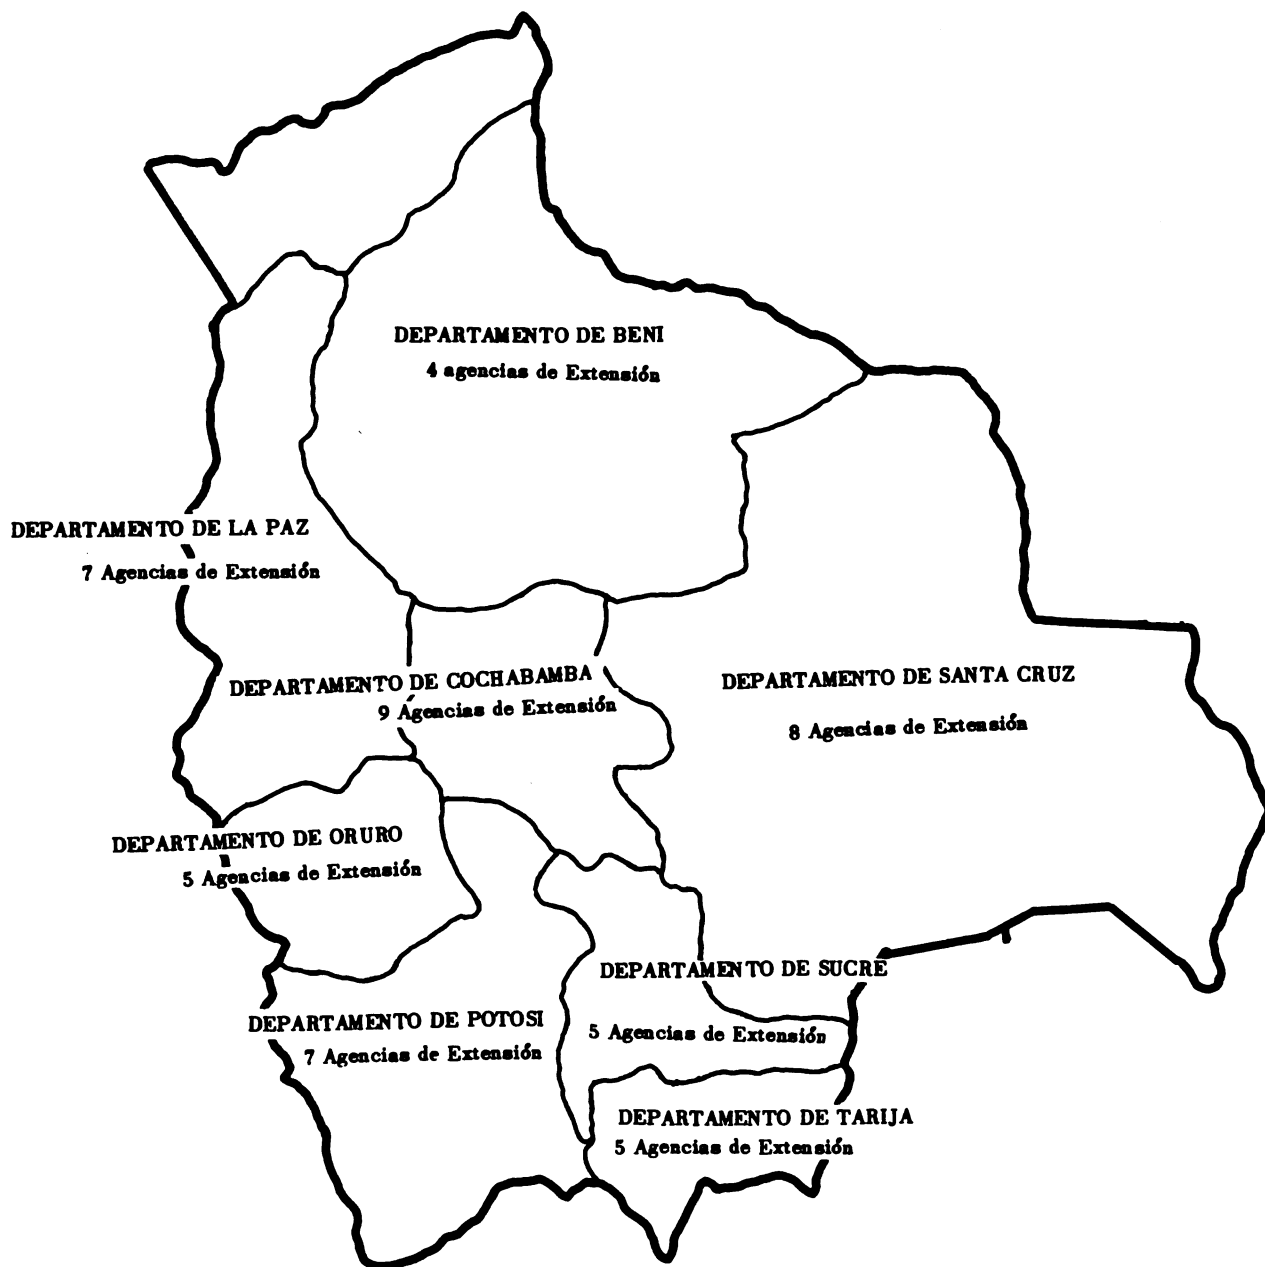 DEPARTAMENTO DE BENI
4 agencias de Extensión
DEPARTAMENTO DE LA PAZ
7 Agencias de Extensión
DEPARTAMENTO DE COCHABAMBA
9 Agencias de Extensión
DEPARTAMENTO DE SANTA CRUZ
8 Agencias de Extensión
DEPARTAMENTO DE ORURO
5 Agencias de Extensión
DEPARTAMENTO DE SUCRE
5 Agencias de Extensión
DEPARTAMENTO DE POTOSI
7 Agencias de Extensión
DEPARTAMENTO DE TARIJA
5 Agencias de Extensión